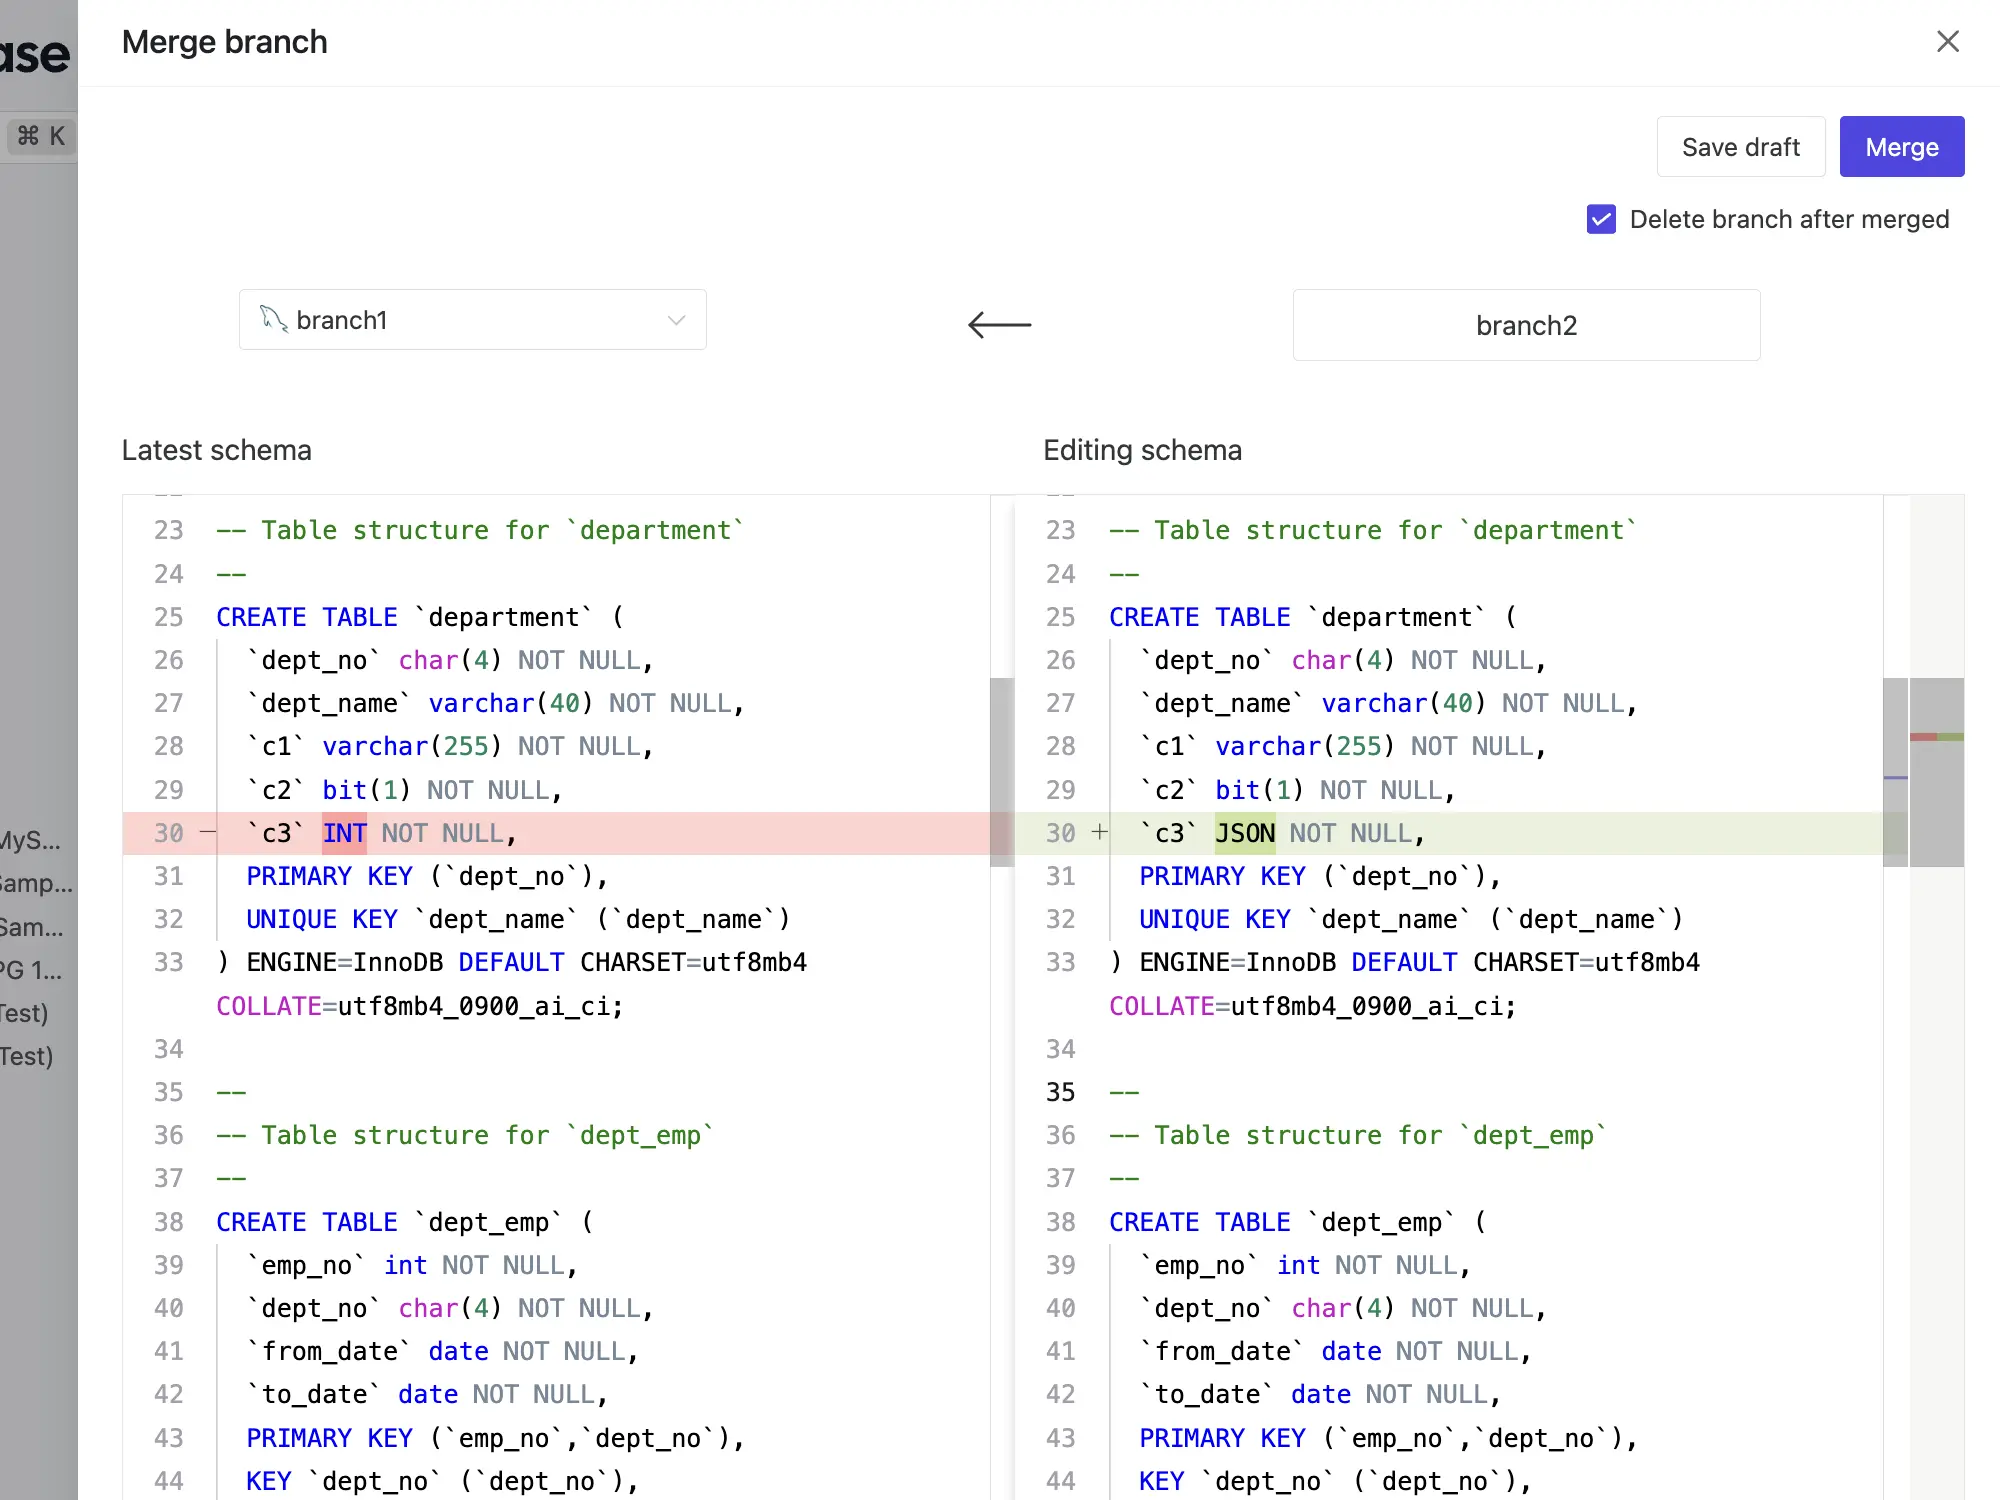 ase
⌘ K
MyS...
Samp...
Sam...
PG 1...
Test)
Test)
Merge branch
Save draft
Merge
Delete branch after merged
branch1
branch2
Latest schema
23 -- Table structure for `department`
24 --
25 CREATE TABLE `department` (
26 `dept_no` char(4) NOT NULL,
27 `dept_name` varchar(40) NOT NULL,
28 `c1` varchar(255) NOT NULL,
29 `c2` bit(1) NOT NULL,
30 − `c3` INT NOT NULL,
31 PRIMARY KEY (`dept_no`),
32 UNIQUE KEY `dept_name` (`dept_name`)
33 ) ENGINE=InnoDB DEFAULT CHARSET=utf8mb4
COLLATE=utf8mb4_0900_ai_ci;
34
35 --
36 -- Table structure for `dept_emp`
37 --
38 CREATE TABLE `dept_emp` (
39 `emp_no` int NOT NULL,
40 `dept_no` char(4) NOT NULL,
41 `from_date` date NOT NULL,
42 `to_date` date NOT NULL,
43 PRIMARY KEY (`emp_no`,`dept_no`),
44 KEY `dept_no` (`dept_no`),
Editing schema
23 -- Table structure for `department`
24 --
25 CREATE TABLE `department` (
26 `dept_no` char(4) NOT NULL,
27 `dept_name` varchar(40) NOT NULL,
28 `c1` varchar(255) NOT NULL,
29 `c2` bit(1) NOT NULL,
30 + `c3` JSON NOT NULL,
31 PRIMARY KEY (`dept_no`),
32 UNIQUE KEY `dept_name` (`dept_name`)
33 ) ENGINE=InnoDB DEFAULT CHARSET=utf8mb4
COLLATE=utf8mb4_0900_ai_ci;
34
35 --
36 -- Table structure for `dept_emp`
37 --
38 CREATE TABLE `dept_emp` (
39 `emp_no` int NOT NULL,
40 `dept_no` char(4) NOT NULL,
41 `from_date` date NOT NULL,
42 `to_date` date NOT NULL,
43 PRIMARY KEY (`emp_no`,`dept_no`),
44 KEY `dept_no` (`dept_no`),